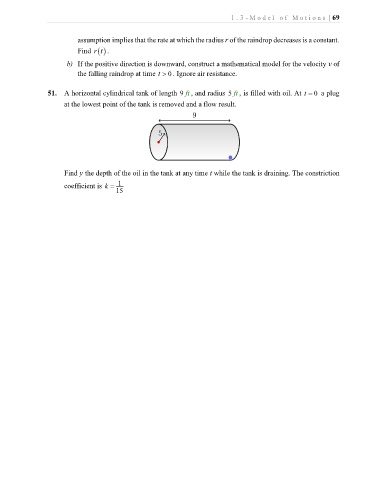 1.3-Model of Motions | 69
assumption implies that the rate at which the radius r of the raindrop decreases is a constant.
Find r(t).
b) If the positive direction is downward, construct a mathematical model for the velocity v of
the falling raindrop at time t > 0. Ignore air resistance.
51. A horizontal cylindrical tank of length 9 ft, and radius 5 ft, is filled with oil. At t = 0 a plug
at the lowest point of the tank is removed and a flow result.
9
5
Find y the depth of the oil in the tank at any time t while the tank is draining. The constriction
coefficient is k = 1/15